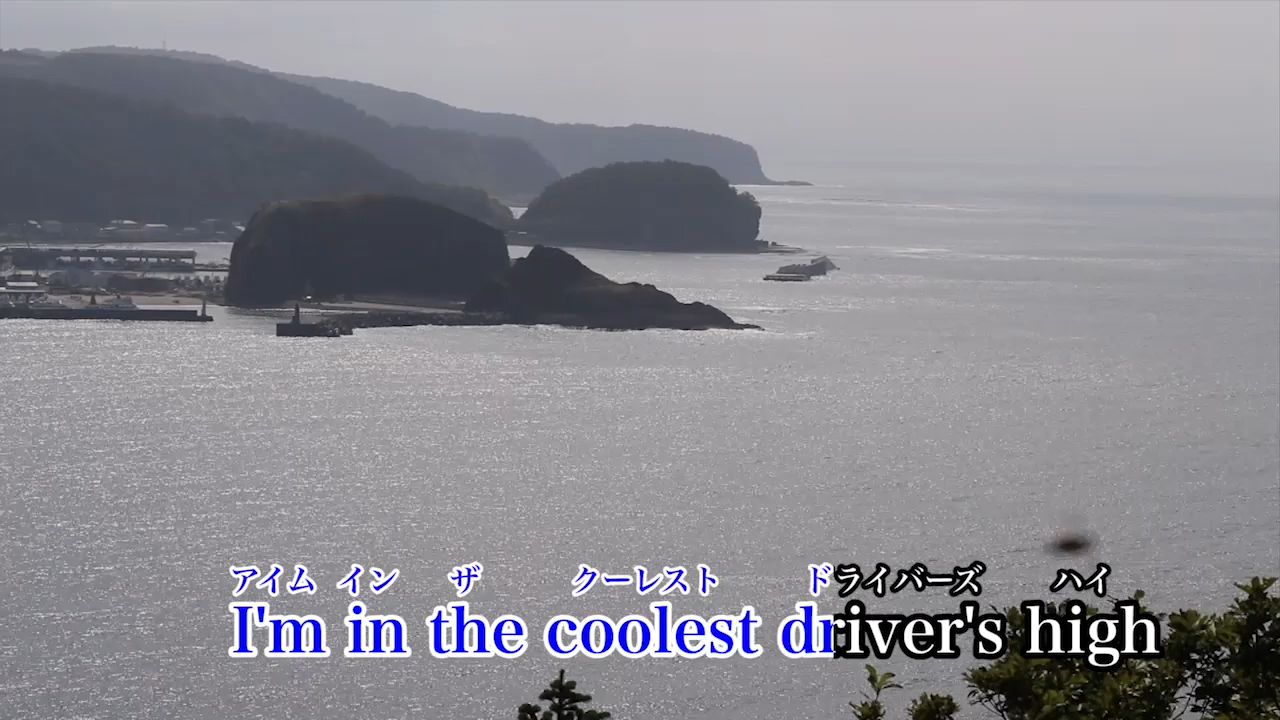 アイム イン ザ クーレスト ドライバーズ ハイ
I'm in the coolest driver's high